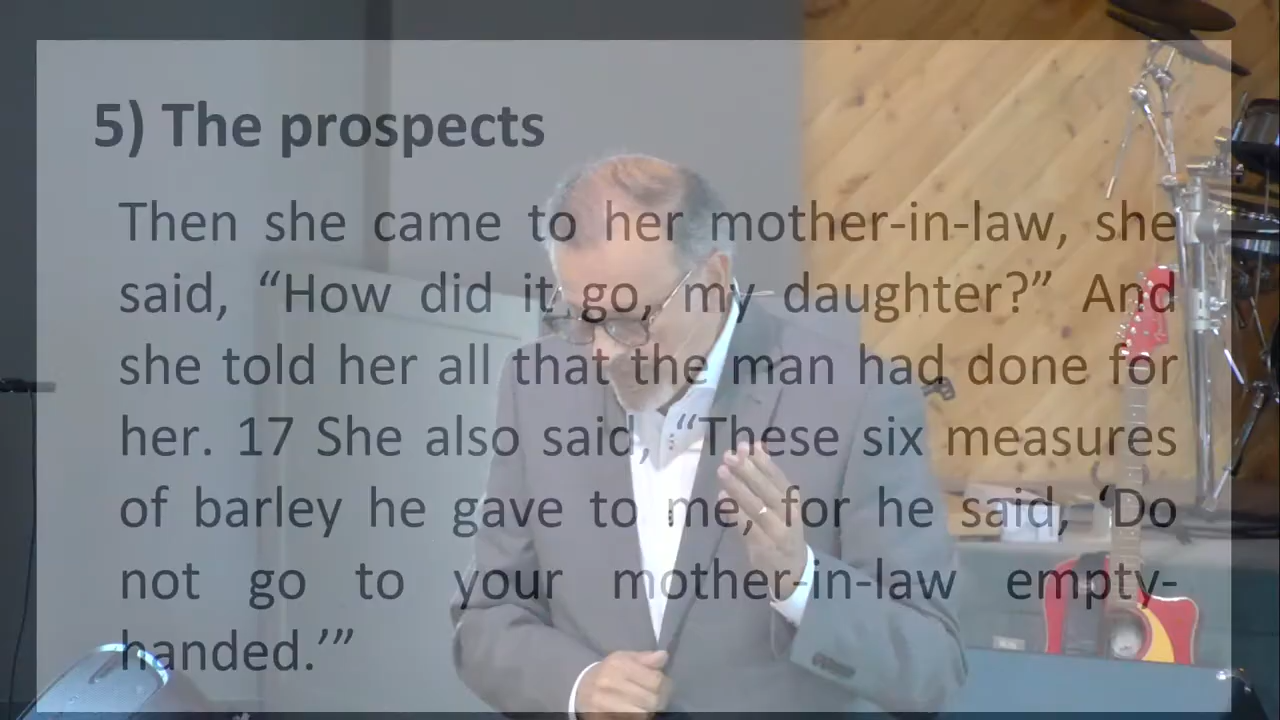 5) The prospects
Then she came to her mother-in-law, she
said, “How did it go, my daughter?” And
she told her all that the man had done for
her. 17 She also said, “These six measures
of barley he gave to me, for he said, ‘Do
not go to your mother-in-law empty-
handed.’”